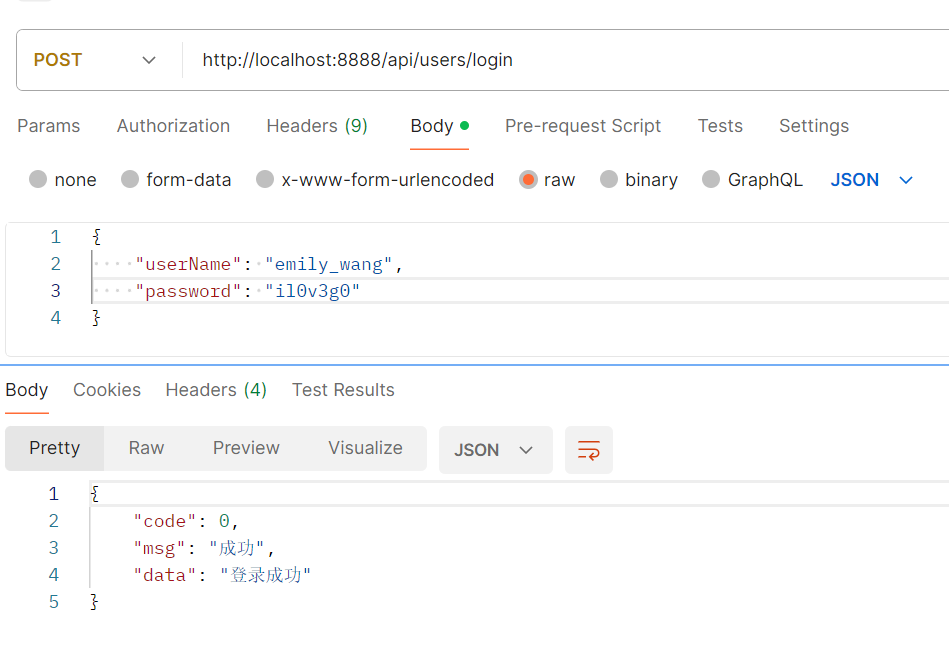 POST http://localhost:8888/api/users/login
Params Authorization Headers (9) Body Pre-request Script Tests Settings
none form-data x-www-form-urlencoded raw binary GraphQL JSON
1 {
2 "userName": "emily_wang",
3 "password": "il0v3g0"
4 }
Body Cookies Headers (4) Test Results
Pretty Raw Preview Visualize JSON
1 {
2 "code": 0,
3 "msg": "成功",
4 "data": "登录成功"
5 }